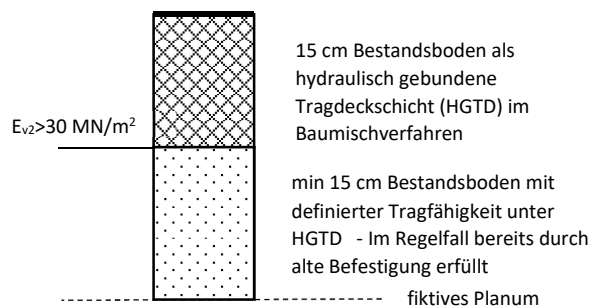 15 cm Bestandsboden als
hydraulisch gebundene
Tragdeckschicht (HGTD) im
Baumischverfahren
Eᵥ₂>30 MN/m²
min 15 cm Bestandsboden mit
definierter Tragfähigkeit unter
HGTD - Im Regelfall bereits durch
alte Befestigung erfüllt
fiktives Planum